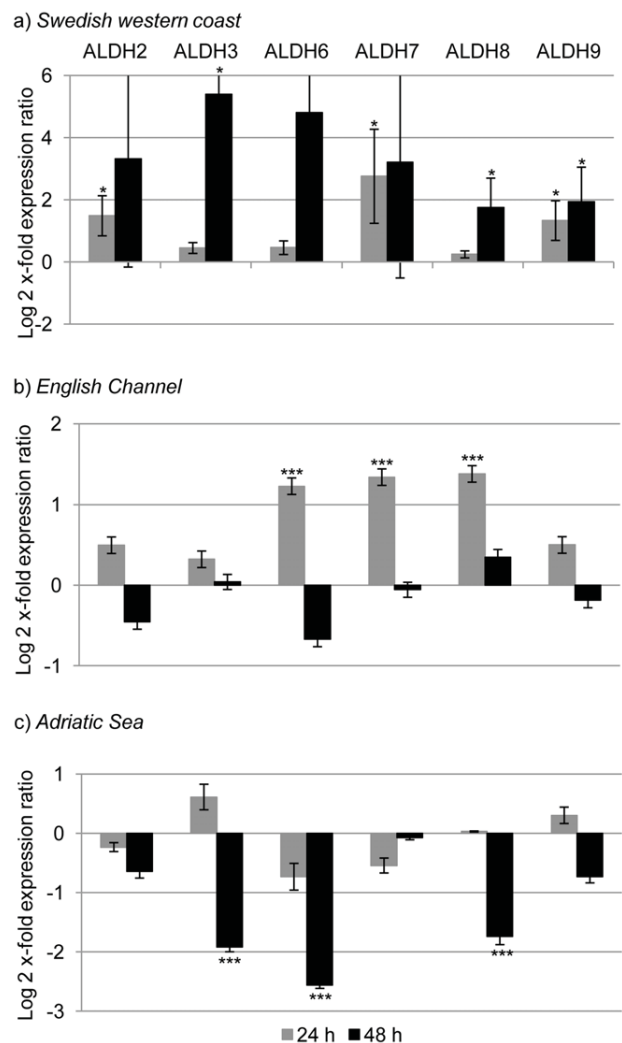 a) Swedish western coast
ALDH2 ALDH3 ALDH6 ALDH7 ALDH8 ALDH9
Log 2 x-fold expression ratio
6
4
2
0
-2
* * * * * *
b) English Channel
Log 2 x-fold expression ratio
2
1
0
-1
*** *** ***
c) Adriatic Sea
Log 2 x-fold expression ratio
1
0
-1
-2
-3
*** *** ***
24 h 48 h